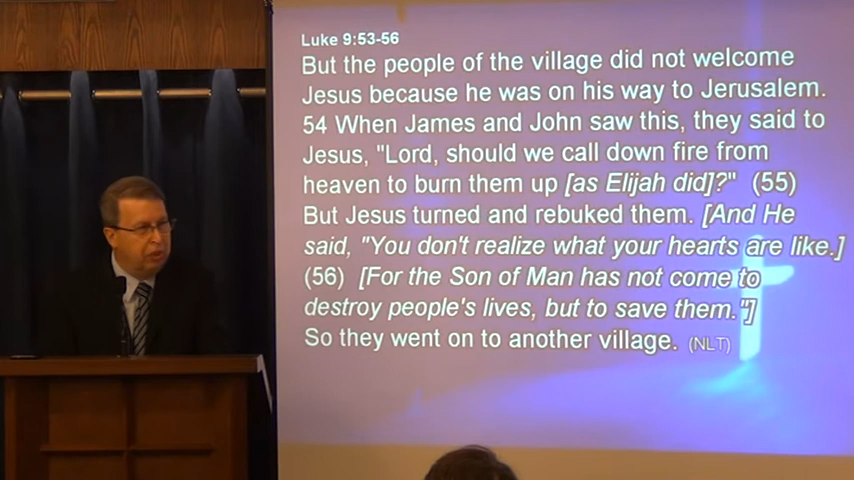 Luke 9:53-56
But the people of the village did not welcome
Jesus because he was on his way to Jerusalem.
54 When James and John saw this, they said to
Jesus, "Lord, should we call down fire from
heaven to burn them up [as Elijah did]?" (55)
But Jesus turned and rebuked them. [And He
said, "You don't realize what your hearts are like.]
(56) [For the Son of Man has not come to
destroy people's lives, but to save them."]
So they went on to another village. (NLT)